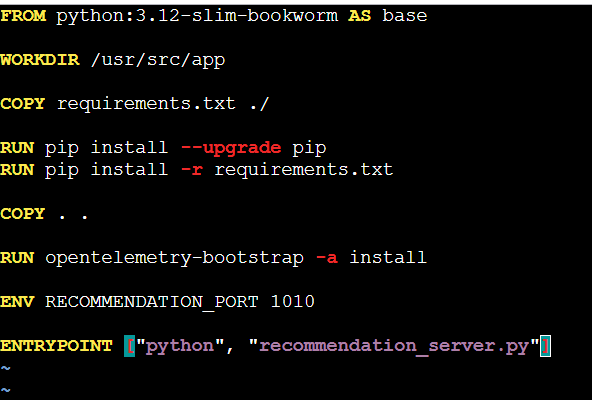 FROM python:3.12-slim-bookworm AS base
WORKDIR /usr/src/app
COPY requirements.txt ./
RUN pip install --upgrade pip
RUN pip install -r requirements.txt
COPY . .
RUN opentelemetry-bootstrap -a install
ENV RECOMMENDATION_PORT 1010
ENTRYPOINT ["python", "recommendation_server.py"]
~
~